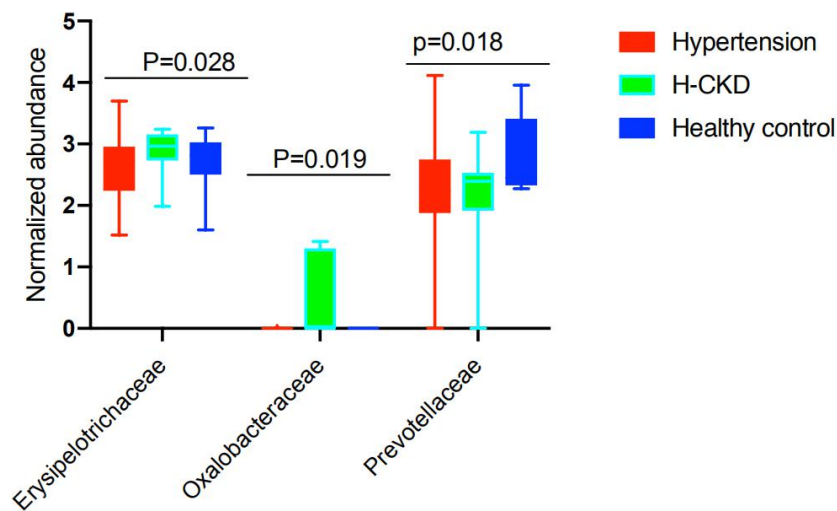 5
P=0.028
p=0.018
Hypertension
4
H-CKD
Healthy control
3
P=0.019
2
1
0
Normalized abundance
Erysipelotrichaceae
Oxalobacteraceae
Prevotellaceae